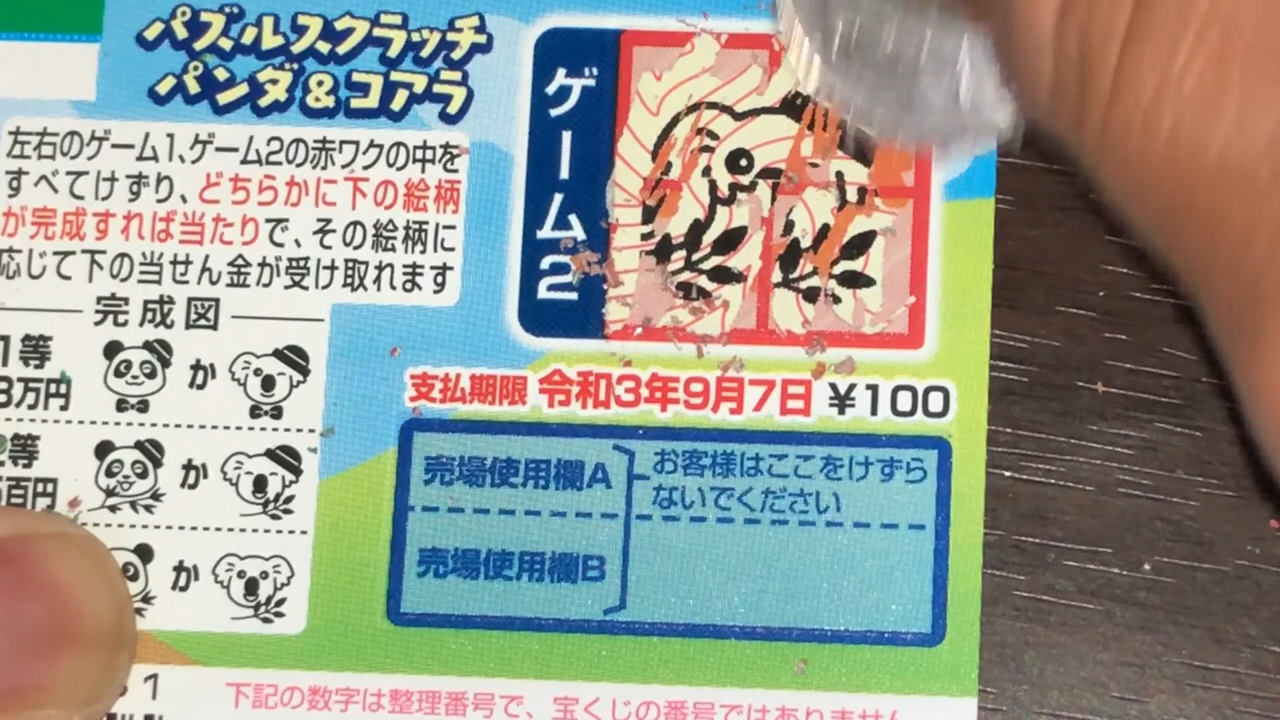 パズルスクラッチ
パンダ&コアラ
左右のゲーム1、ゲーム2の赤ワクの中を
すべてけずり、どちらかに下の絵柄
が完成すれば当たりで、その絵柄に
応じて下の当せん金が受け取れます
完成図
1等
3万円
か
等
百円
か
か
ゲーム2
支払期限 令和3年9月7日 ¥100
売場使用欄A
お客様はここをけずら
ないでください
売場使用欄B
1
下記の数字は整理番号で、宝くじの番号ではありません